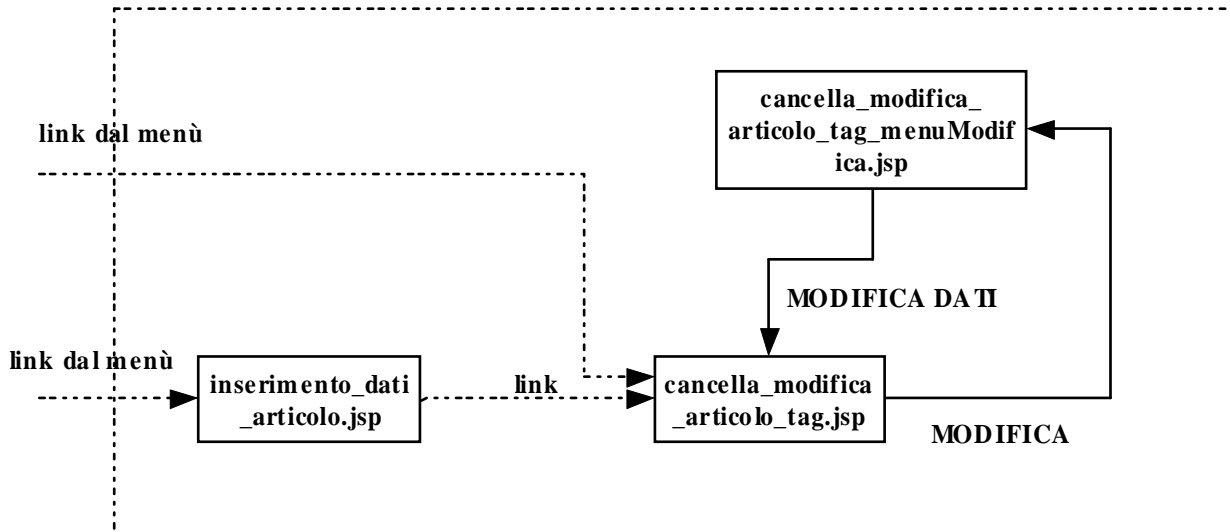 cancella_modifica_
articolo_tag_menuModif
ica.jsp
link dal menù
MODIFICA DATI
link dal menù
inserimento_dati
_articolo.jsp
link
cancella_modifica
_articolo_tag.jsp
MODIFICA